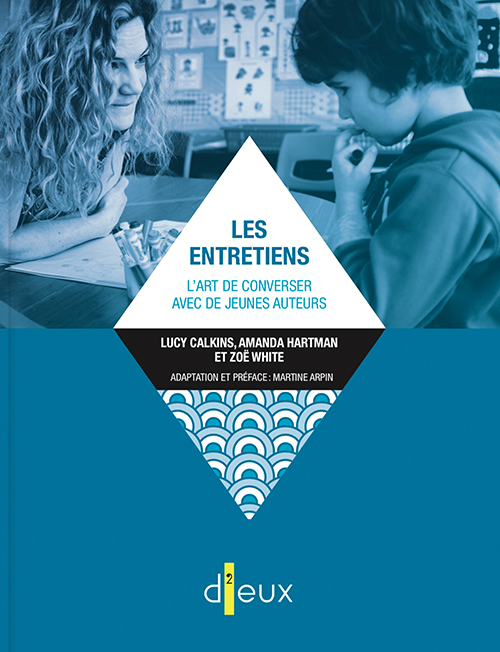 LES
ENTRETIENS
L'ART DE CONVERSER
AVEC DE JEUNES AUTEURS
LUCY CALKINS, AMANDA HARTMAN
ET ZOË WHITE
ADAPTATION ET PRÉFACE : MARTINE ARPIN
d2eux